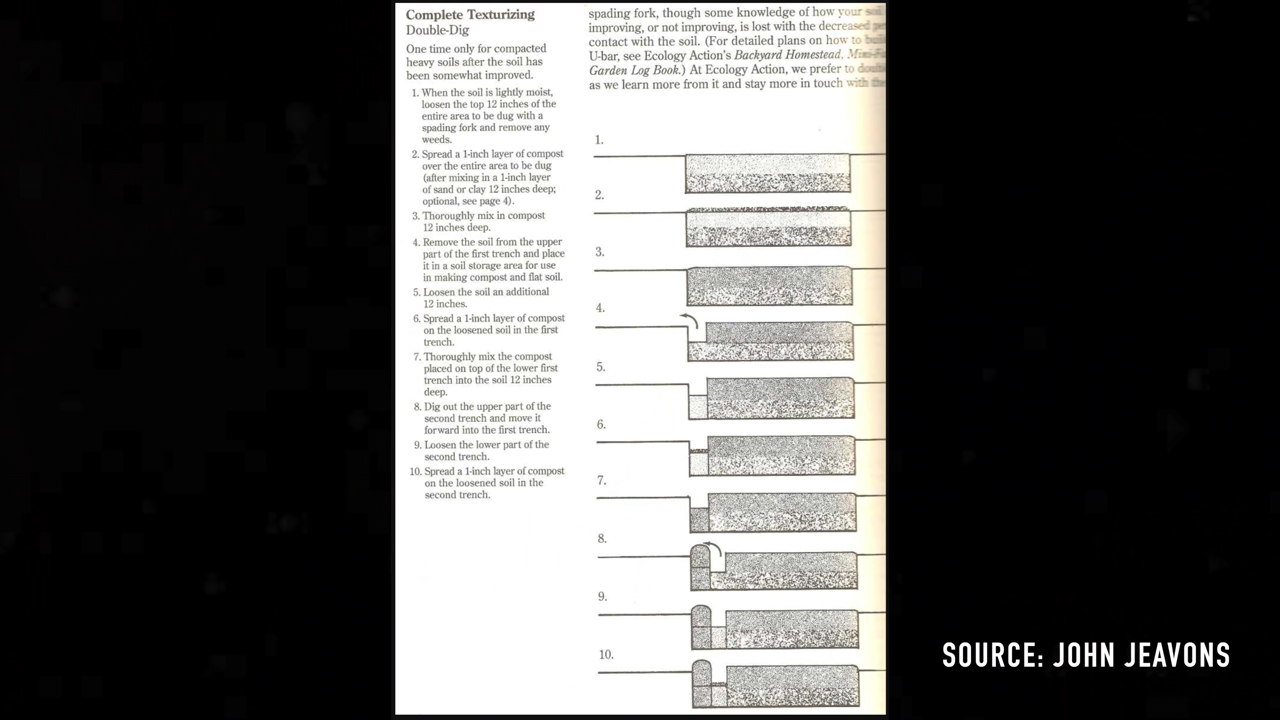 Complete Texturizing
Double-Dig
One time only for compacted
heavy soils after the soil has
been somewhat improved.
1. When the soil is lightly moist,
loosen the top 12 inches of the
entire area to be dug with a
spading fork and remove any
weeds.
2. Spread a 1-inch layer of compost
over the entire area to be dug
(after mixing in a 1-inch layer
of sand or clay 12 inches deep;
optional, see page 4).
3. Thoroughly mix in compost
12 inches deep.
4. Remove the soil from the upper
part of the first trench and place
it in a soil storage area for use
in making compost and flat soil.
5. Loosen the soil an additional
12 inches.
6. Spread a 1-inch layer of compost
on the loosened soil in the first
trench.
7. Thoroughly mix the compost
placed on top of the lower first
trench into the soil 12 inches
deep.
8. Dig out the upper part of the
second trench and move it
forward into the first trench.
9. Loosen the lower part of the
second trench.
10. Spread a 1-inch layer of compost
on the loosened soil in the
second trench.
spading fork, though some knowledge of how your soil
improving, or not improving, is lost with the decreased
contact with the soil. (For detailed plans on how to
U-bar, see Ecology Action's Backyard Homestead,
Garden Log Book.) At Ecology Action, we prefer to
as we learn more from it and stay more in touch with
1.
2.
3.
4.
5.
6.
7.
8.
9.
10.
SOURCE: JOHN JEAVONS